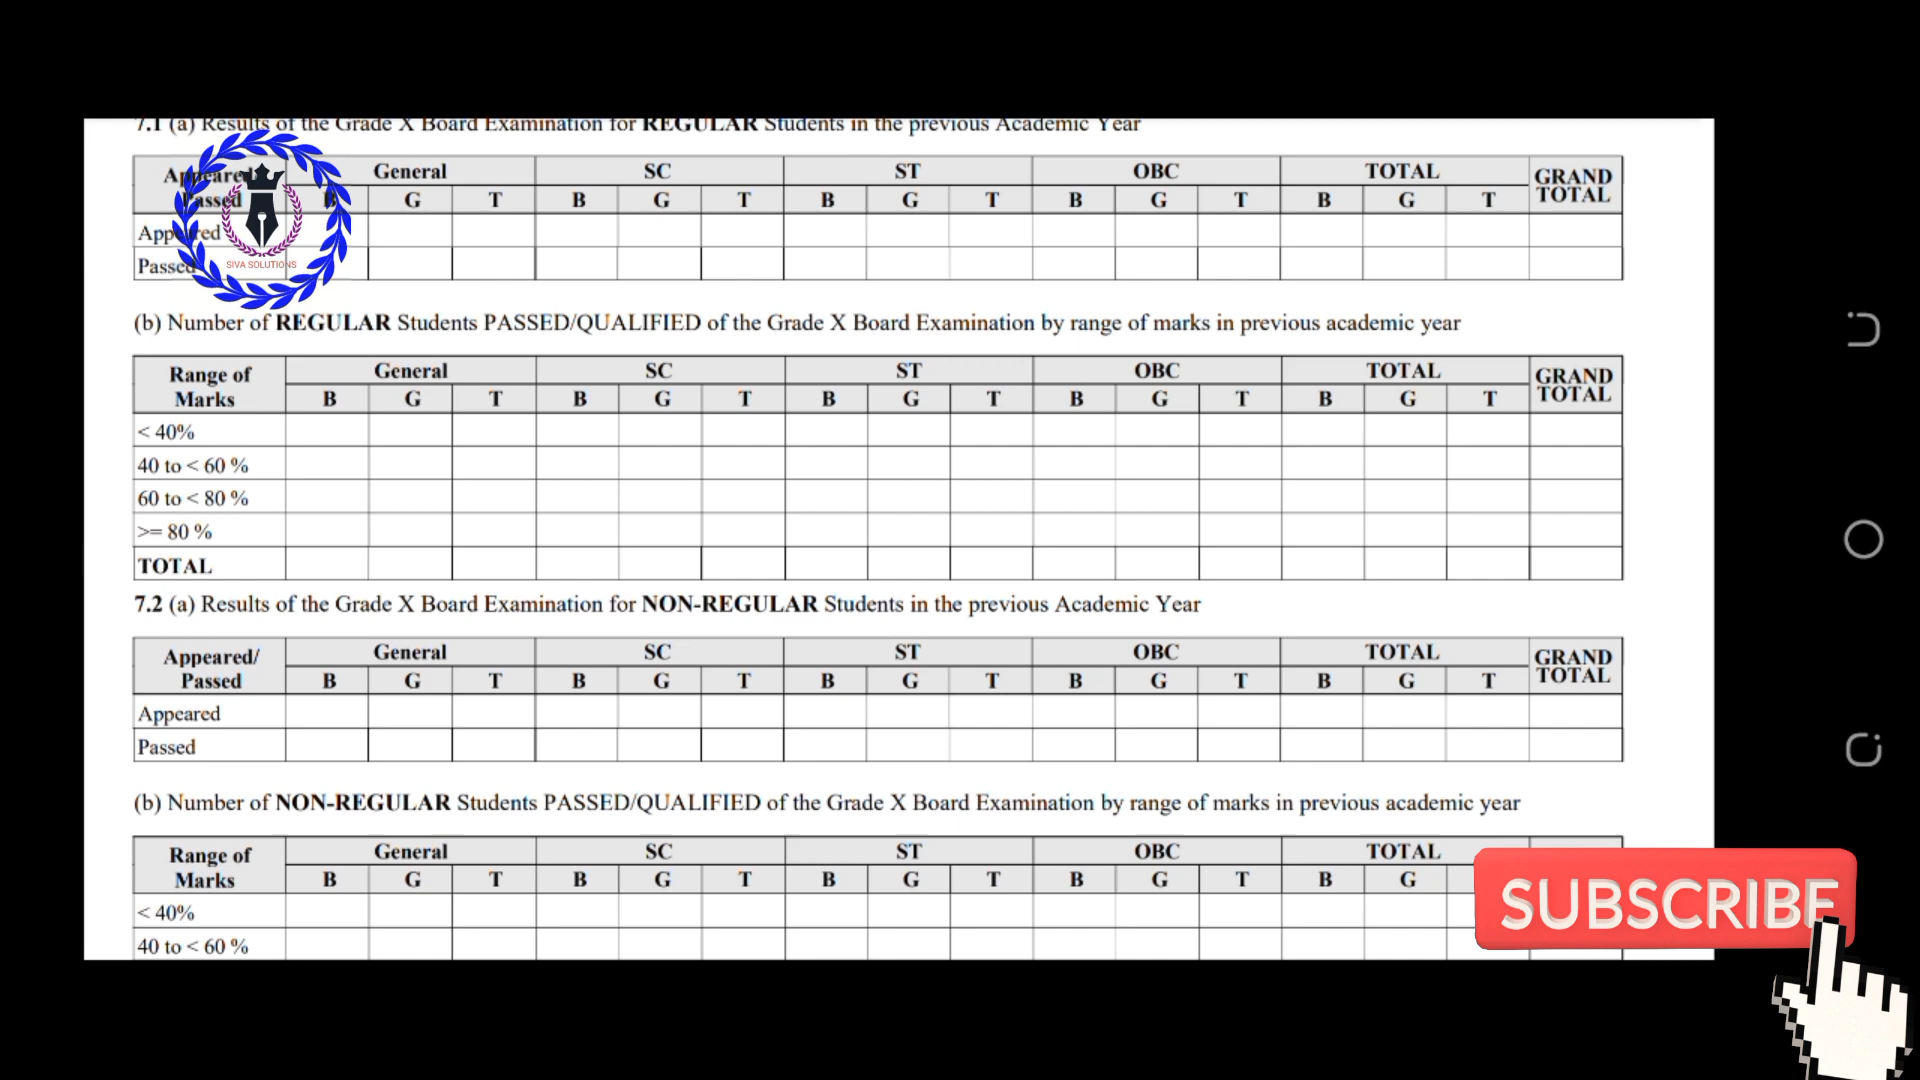 7.1 (a) Results of the Grade X Board Examination for REGULAR Students in the previous Academic Year
Appeared/ General SC ST OBC TOTAL GRAND TOTAL
Passed B G T B G T B G T B G T B G T
Appeared
Passed
SIVA SOLUTIONS
(b) Number of REGULAR Students PASSED/QUALIFIED of the Grade X Board Examination by range of marks in previous academic year
Range of General SC ST OBC TOTAL GRAND TOTAL
Marks B G T B G T B G T B G T B G T
< 40%
40 to < 60 %
60 to < 80 %
>= 80 %
TOTAL
7.2 (a) Results of the Grade X Board Examination for NON-REGULAR Students in the previous Academic Year
Appeared/ General SC ST OBC TOTAL GRAND TOTAL
Passed B G T B G T B G T B G T B G T
Appeared
Passed
(b) Number of NON-REGULAR Students PASSED/QUALIFIED of the Grade X Board Examination by range of marks in previous academic year
Range of General SC ST OBC TOTAL
Marks B G T B G T B G T B G T B G
< 40%
40 to < 60 %
SUBSCRIBE